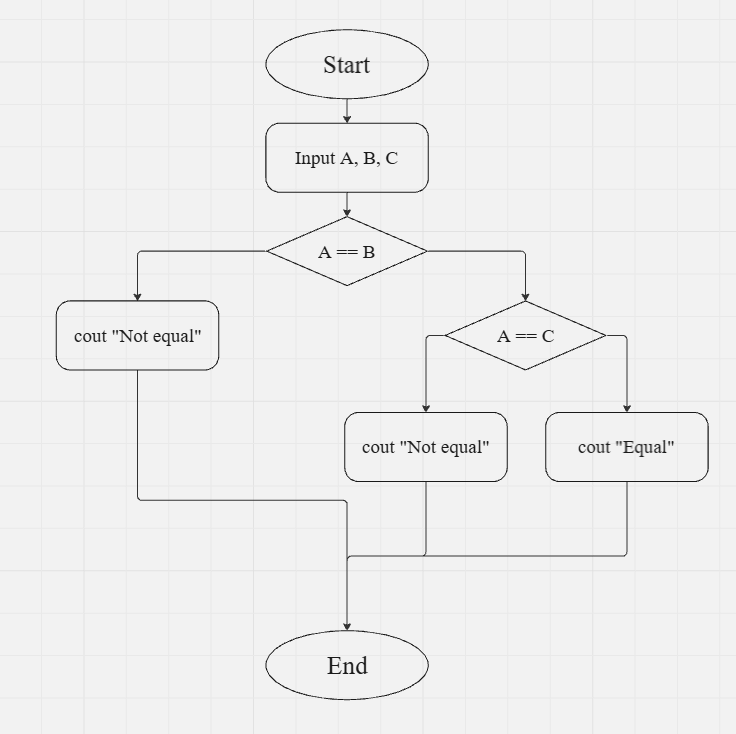 Start
Input A, B, C
A == B
cout "Not equal"
A == C
cout "Not equal"
cout "Equal"
End